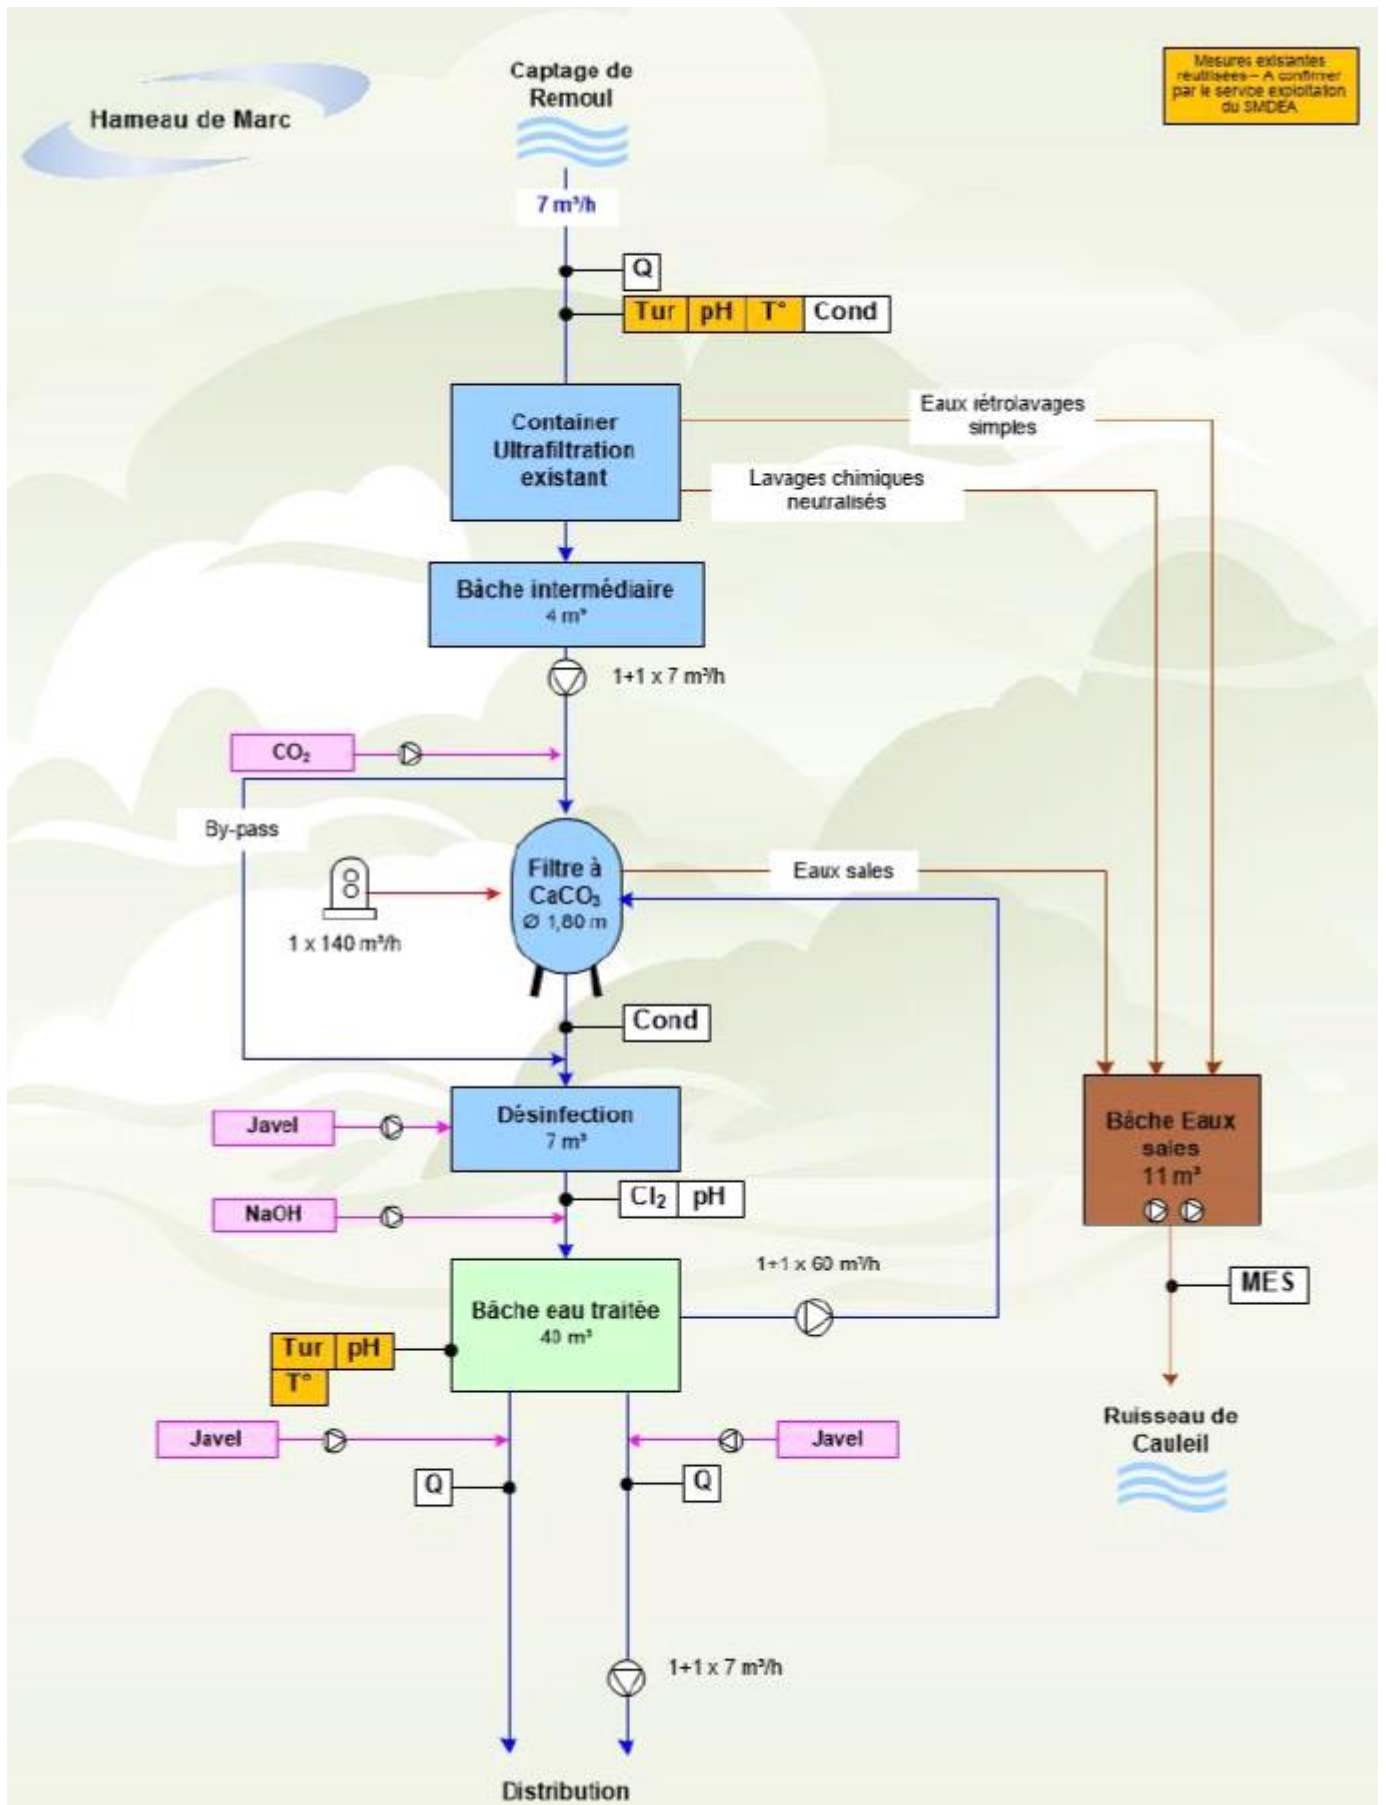 Hameau de Marc
Captage de
Remoul
Mesures existantes
réutilisées – A confirmer
par le service exploitation
du SMDEA
7 m³/h
Q
Tur pH T° Cond
Container
Ultrafiltration
existant
Eaux rétrolavages
simples
Lavages chimiques
neutralisés
Bâche intermédiaire
4 m³
1+1 x 7 m³/h
CO₂
By-pass
Filtre à
CaCO₃
Ø 1,80 m
Eaux sales
1 x 140 m³/h
Cond
Désinfection
7 m³
Javel
Cl₂ pH
NaOH
Bâche Eaux
sales
11 m³
1+1 x 60 m³/h
MES
Bâche eau traitée
40 m³
Tur pH
T°
Javel
Javel
Q
Q
Ruisseau de
Cauleil
1+1 x 7 m³/h
Distribution